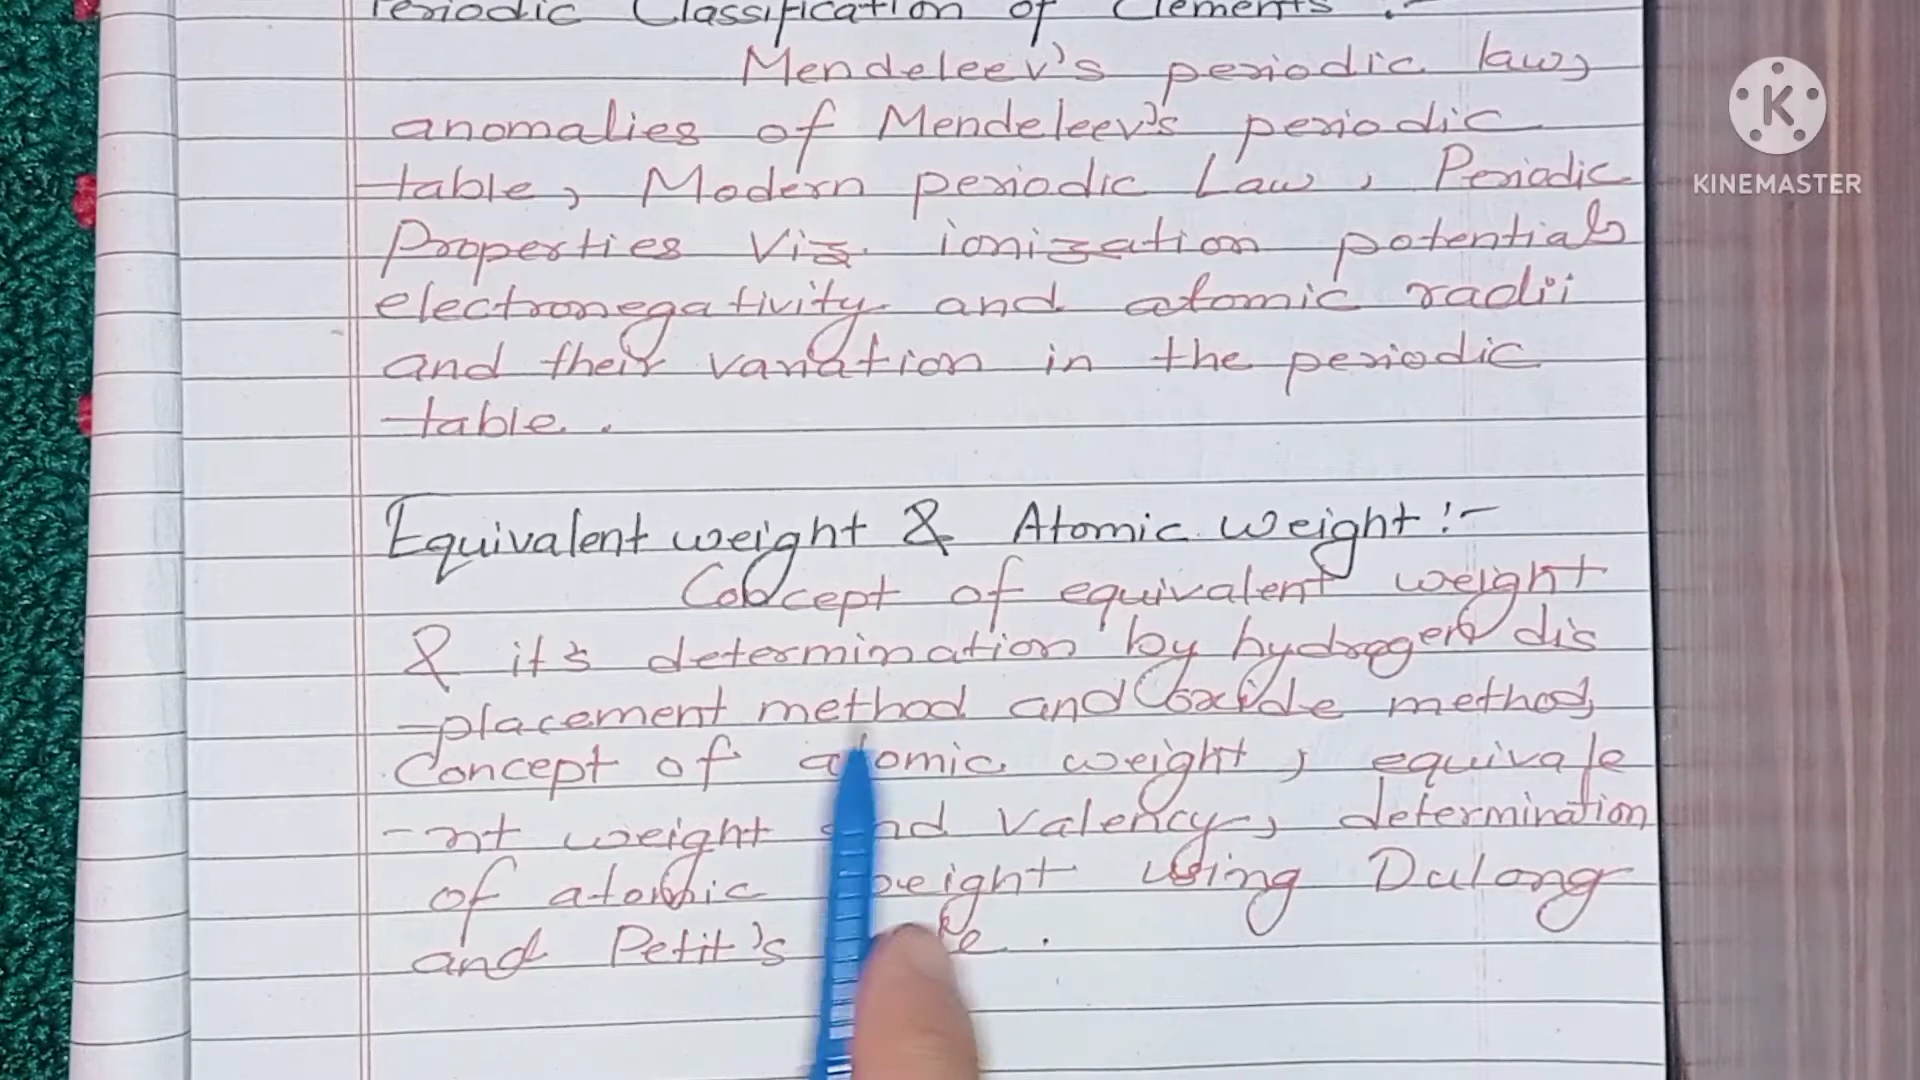 Periodic Classification of Elements :-
Mendeleev's periodic law,
anomalies of Mendeleev's periodic
table, Modern periodic Law, Periodic
Properties viz. ionization potentials
electronegativity and atomic radii
and their variation in the periodic
table.
Equivalent weight & Atomic weight :-
Cobcept of equivalent weight
& it's determination by hydrogen dis
-placement method and oxide method,
Concept of atomic weight, equivale
-nt weight and valency, determination
of atomic weight using Dulong
and Petit's
K
KINEMASTER